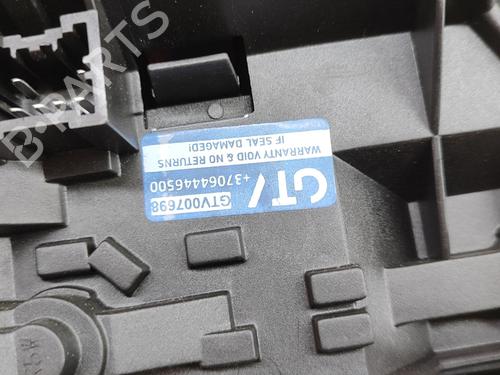 B-PARTS
GTV
GTV007698
+37064446500
WARRANTY VOID & NO RETURNS
IF SEAL DAMAGED!